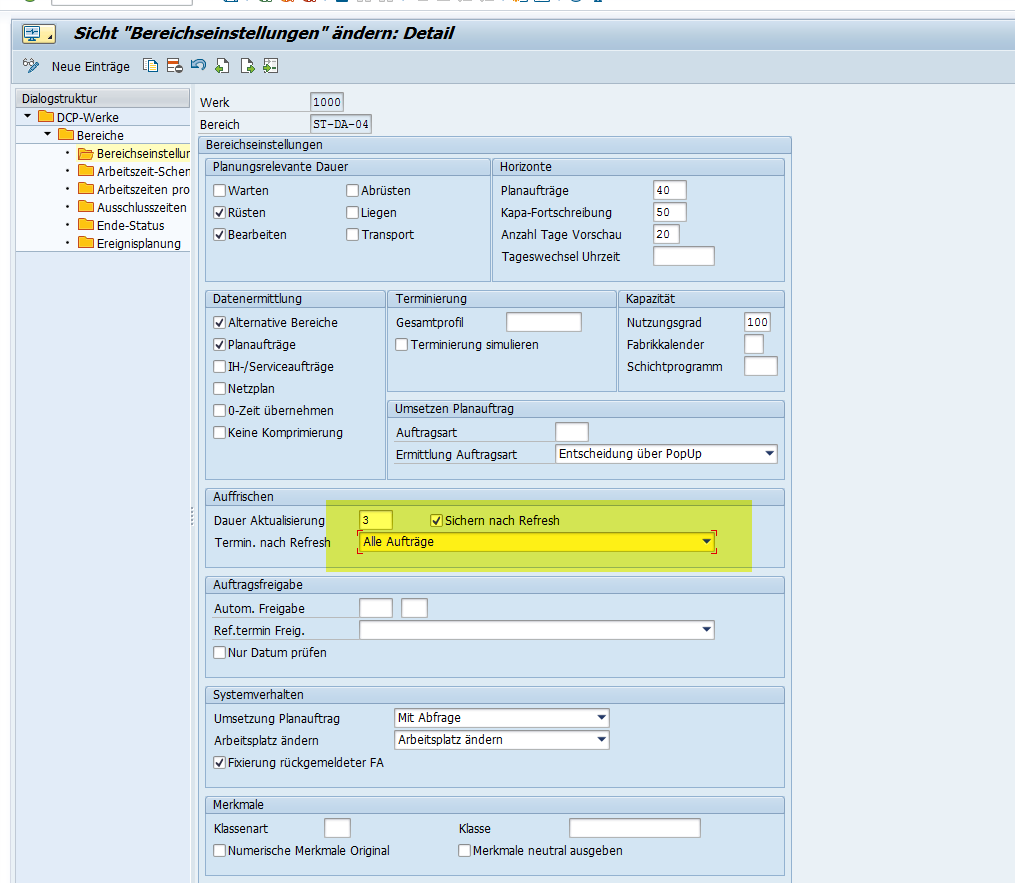 Sicht "Bereichseinstellungen" ändern: Detail
Neue Einträge
Dialogstruktur
DCP-Werke
Bereiche
Bereichseinstellur
Arbeitszeit-Scher
Arbeitszeiten pro
Ausschlusszeiten
Ende-Status
Ereignisplanung
Werk 1000
Bereich ST-DA-04
Bereichseinstellungen
Planungsrelevante Dauer
Warten Abrüsten
Rüsten Liegen
Bearbeiten Transport
Horizonte
Planaufträge 40
Kapa-Fortschreibung 50
Anzahl Tage Vorschau 20
Tageswechsel Uhrzeit
Datenermittlung
Alternative Bereiche
Planaufträge
IH-/Serviceaufträge
Netzplan
0-Zeit übernehmen
Keine Komprimierung
Terminierung
Gesamtprofil
Terminierung simulieren
Kapazität
Nutzungsgrad 100
Fabrikkalender
Schichtprogramm
Umsetzen Planauftrag
Auftragsart
Ermittlung Auftragsart Entscheidung über PopUp
Auffrischen
Dauer Aktualisierung 3 Sichern nach Refresh
Termin. nach Refresh Alle Aufträge
Auftragsfreigabe
Autom. Freigabe
Ref.termin Freig.
Nur Datum prüfen
Systemverhalten
Umsetzung Planauftrag Mit Abfrage
Arbeitsplatz ändern Arbeitsplatz ändern
Fixierung rückgemeldeter FA
Merkmale
Klassenart Klasse
Numerische Merkmale Original Merkmale neutral ausgeben